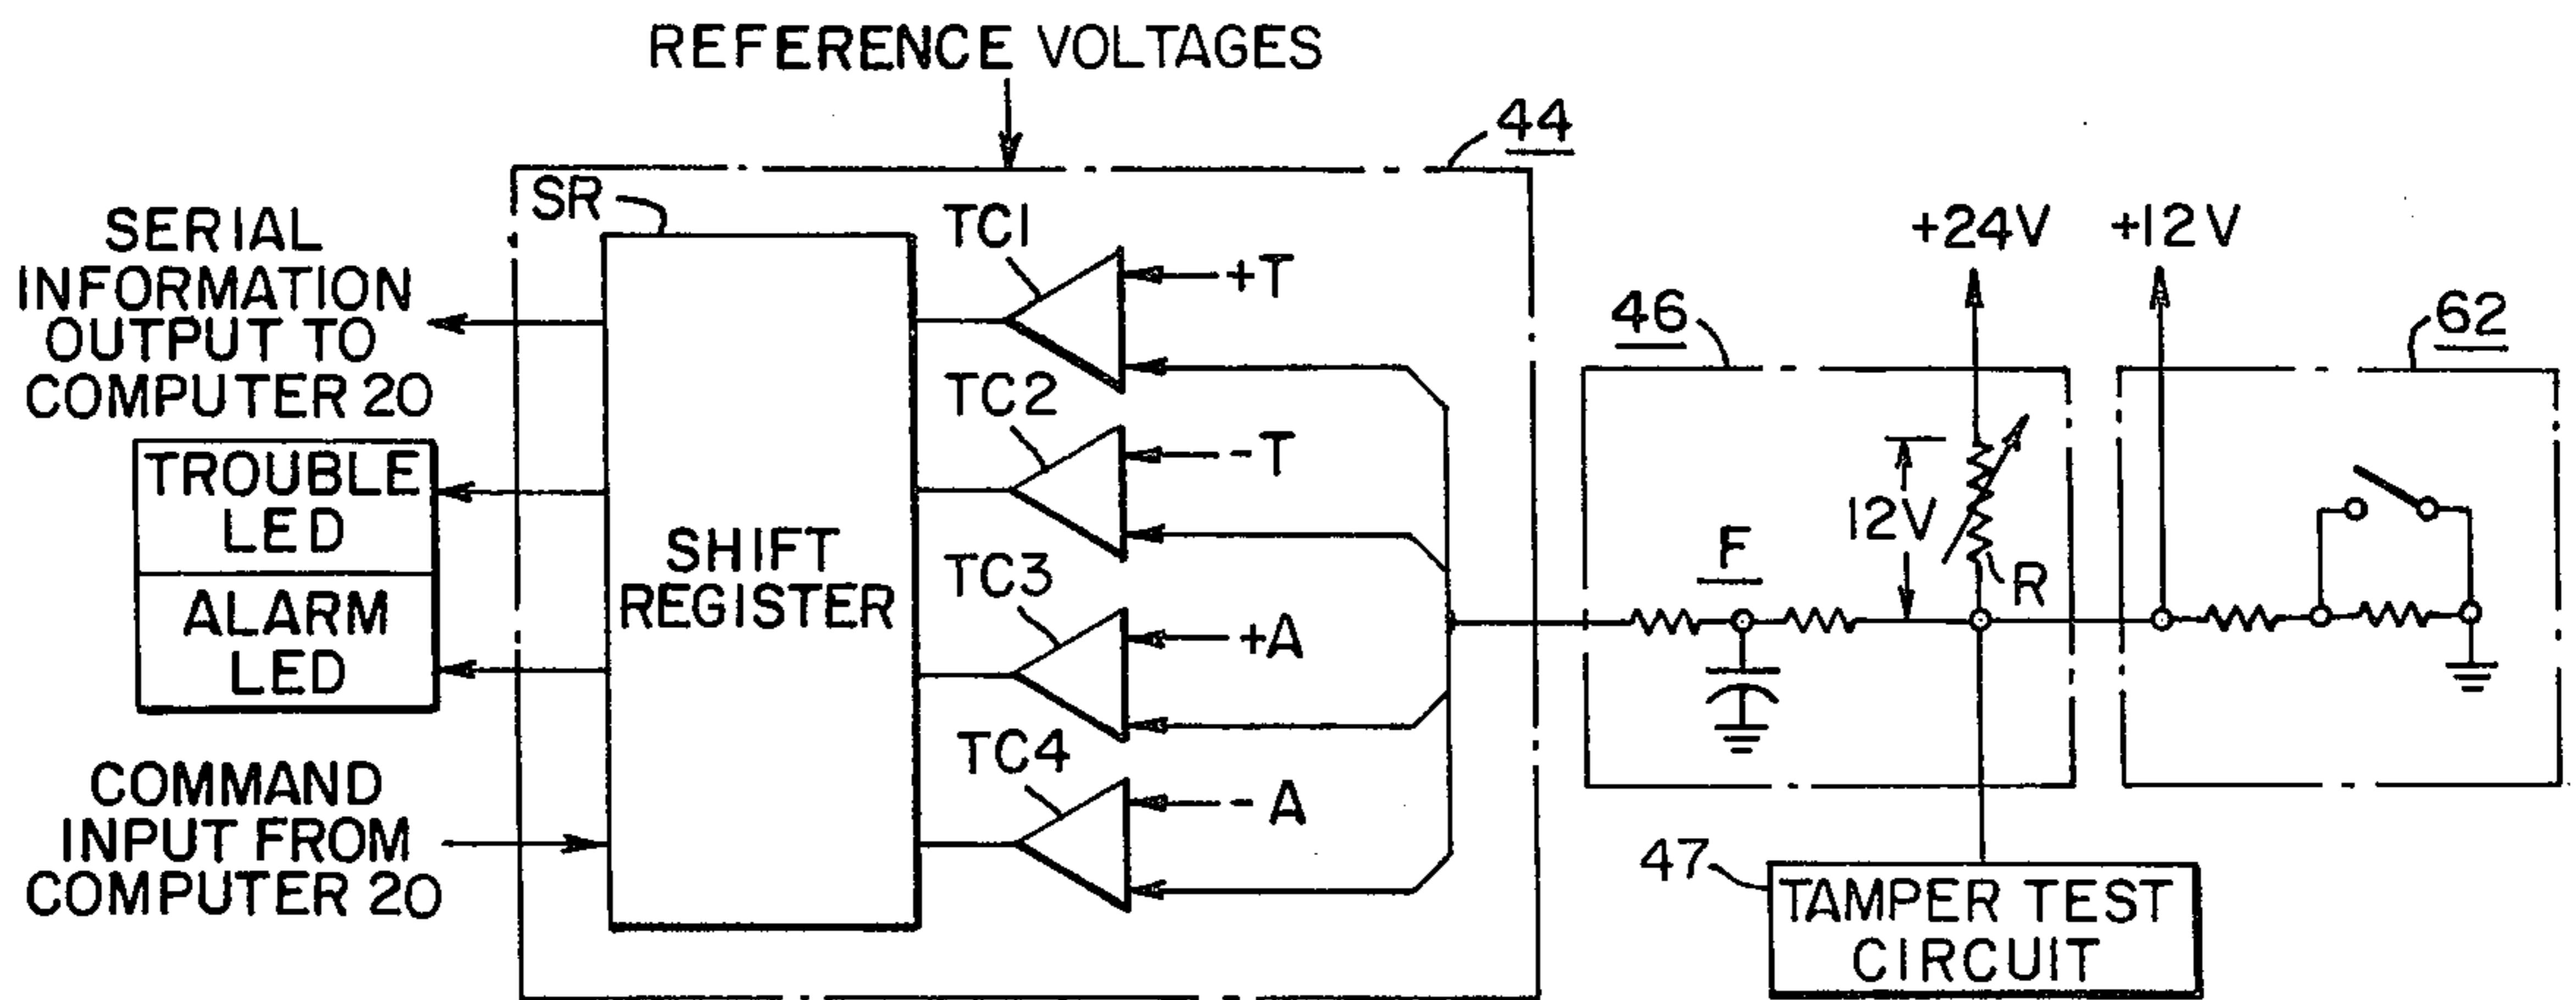 REFERENCE VOLTAGES
44
SR
SERIAL
INFORMATION
OUTPUT TO
COMPUTER 20
TROUBLE
LED
ALARM
LED
COMMAND
INPUT FROM
COMPUTER 20
SHIFT
REGISTER
TC1
+T
TC2
-T
TC3
+A
TC4
-A
46
+24V
12V
F
R
+12V
62
47
TAMPER TEST
CIRCUIT